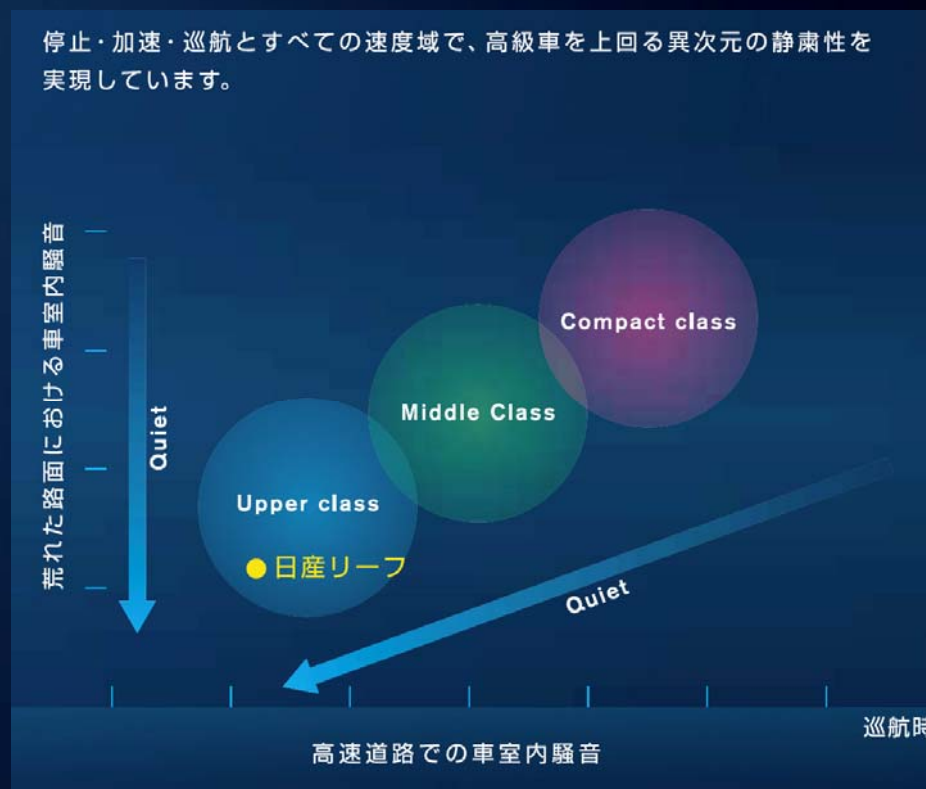 停止・加速・巡航とすべての速度域で、高級車を上回る異次元の静粛性を
実現しています。
荒れた路面における車室内騒音
Quiet
Compact class
Middle Class
Upper class
日産リーフ
Quiet
巡航時
高速道路での車室内騒音